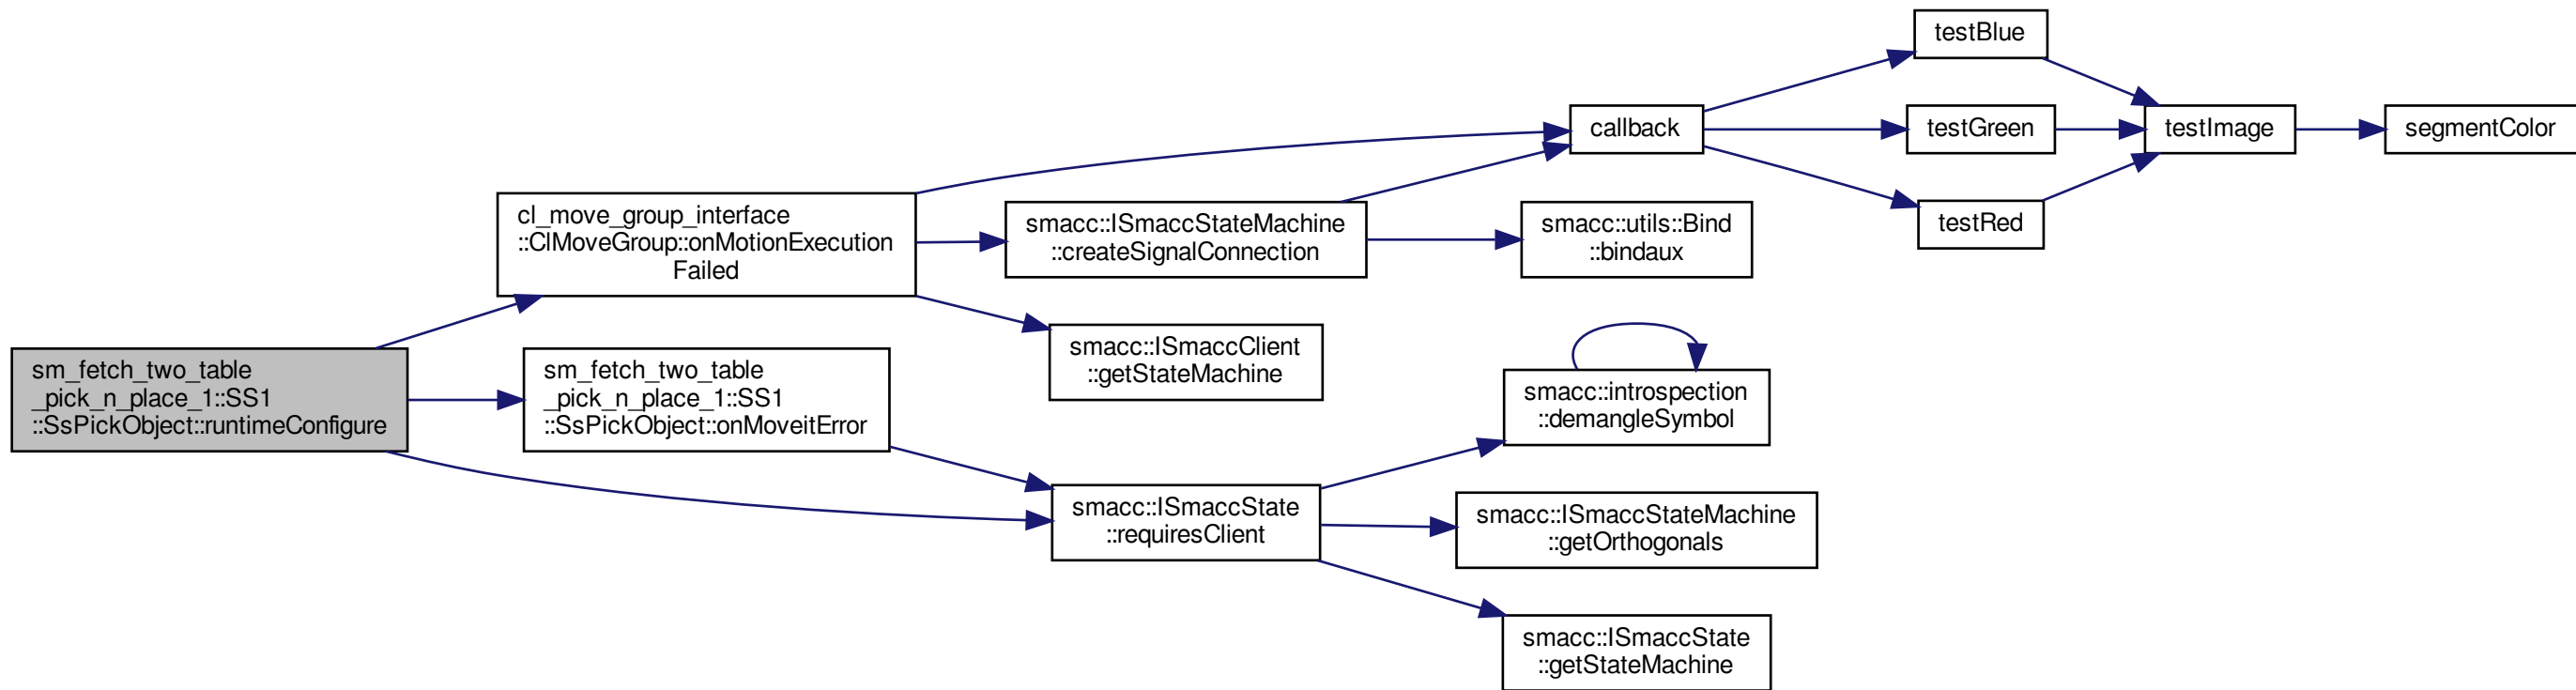 sm_fetch_two_table
_pick_n_place_1::SS1
::SsPickObject::runtimeConfigure
cl_move_group_interface
::ClMoveGroup::onMotionExecution
Failed
sm_fetch_two_table
_pick_n_place_1::SS1
::SsPickObject::onMoveitError
smacc::ISmaccStateMachine
::createSignalConnection
smacc::ISmaccClient
::getStateMachine
smacc::ISmaccState
::requiresClient
callback
smacc::utils::Bind
::bindaux
smacc::introspection
::demangleSymbol
smacc::ISmaccStateMachine
::getOrthogonals
smacc::ISmaccState
::getStateMachine
testBlue
testGreen
testRed
testImage
segmentColor